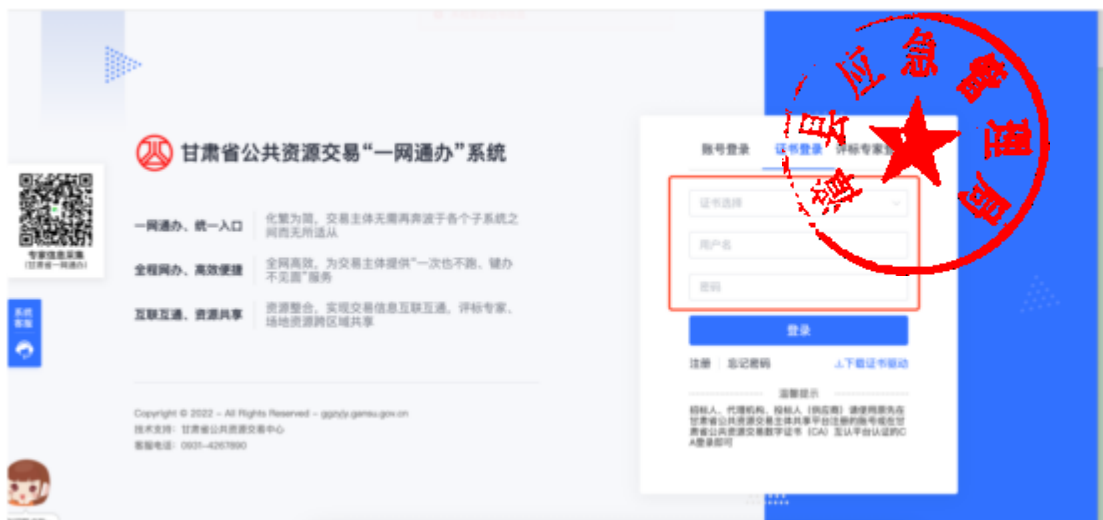 甘肃省公共资源交易“一网通办”系统
一网通办、统一入口
化繁为简，交易主体无需再奔波于各个子系统之
间而无所适从
全程网办、高效便捷
全网高效，为交易主体提供“一次也不跑、键办
不见面”服务
互联互通、资源共享
资源整合，实现交易信息互联互通，评标专家、
场地资源跨区域共享
Copyright © 2022 - All Rights Reserved - ggzyjy.gansu.gov.cn
技术支持：甘肃省公共资源交易中心
客服电话：0931-4267890
专家信息采集
(甘肃省一网通办)
系统
客服
账号登录 证书登录 评标专家登
证书选择
用户名
密码
登录
注册 忘记密码 下载证书驱动
温馨提示
招标人、代理机构、投标人（供应商）请使用原先在
甘肃省公共资源交易主体共享平台注册的账号或在甘
肃省公共资源交易数字证书（CA）互认平台认证的C
A登录即可
县应急管理局